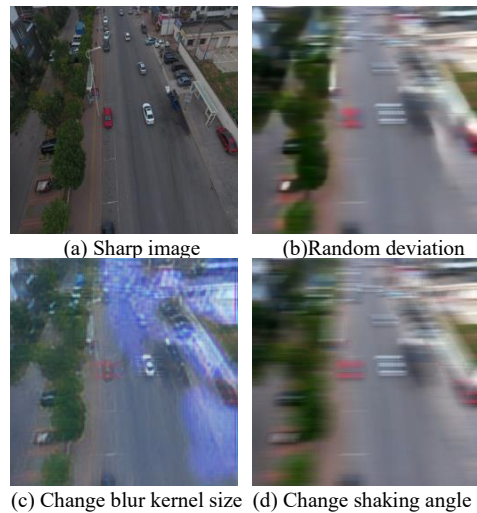 (a) Sharp image
(b)Random deviation
(c) Change blur kernel size
(d) Change shaking angle